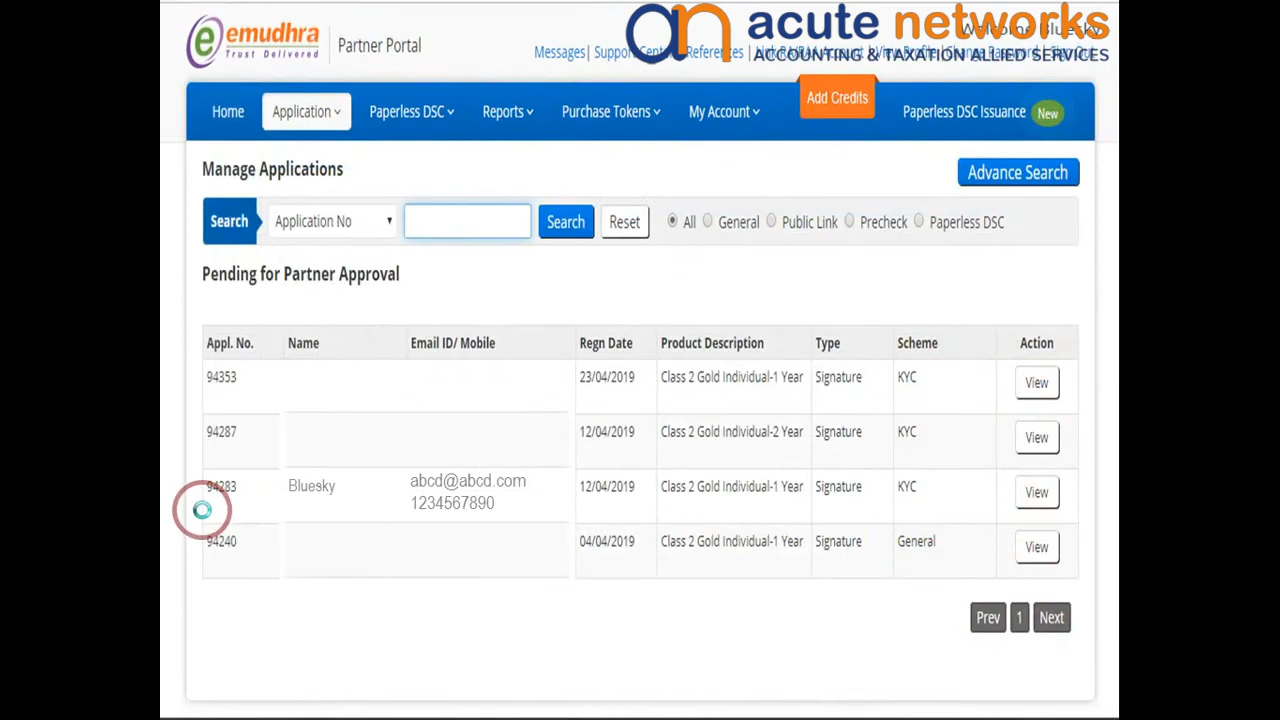 emudhra
Trust Delivered
Partner Portal
acute networks
ACCOUNTING & TAXATION ALLIED SERVICES
Welcome Bluesky
Messages| Support Center| References |
Home Application Paperless DSC Reports Purchase Tokens My Account Add Credits Paperless DSC Issuance New
Manage Applications
Advance Search
Search Application No Search Reset All General Public Link Precheck Paperless DSC
Pending for Partner Approval
Appl. No. Name Email ID/ Mobile Regn Date Product Description Type Scheme Action
94353 23/04/2019 Class 2 Gold Individual-1 Year Signature KYC View
94287 12/04/2019 Class 2 Gold Individual-2 Year Signature KYC View
94283 Bluesky abcd@abcd.com 12/04/2019 Class 2 Gold Individual-1 Year Signature KYC View
1234567890
94240 04/04/2019 Class 2 Gold Individual-1 Year Signature General View
Prev 1 Next